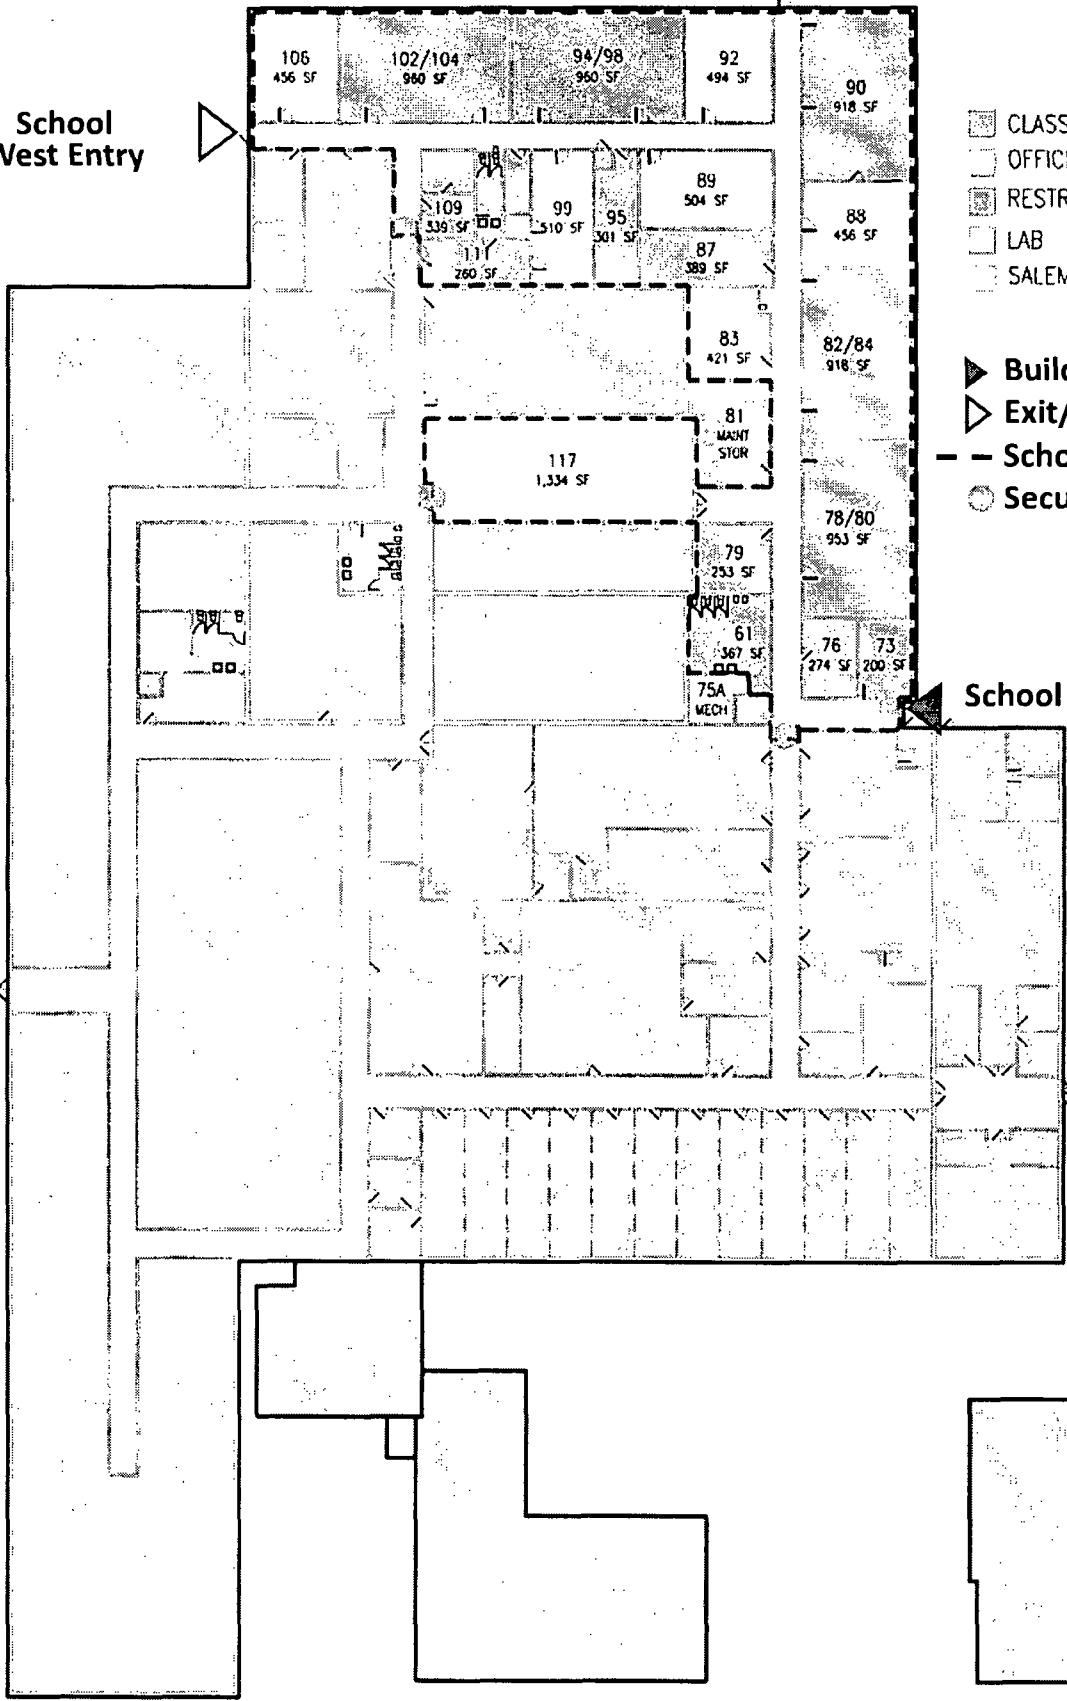 106
456 SF
102/104
960 SF
94/98
960 SF
92
494 SF
90
918 SF
School
West Entry
CLASS
OFFIC
RESTR
LAB
SALEM
109
339 SF
111
260 SF
99
510 SF
95
301 SF
89
504 SF
87
389 SF
88
456 SF
83
421 SF
82/84
918 SF
Build
Exit/
Scho
Secu
81
MAINT
STOR
117
1,334 SF
78/80
953 SF
79
253 SF
61
367 SF
76
274 SF
73
200 SF
75A
MECH
School